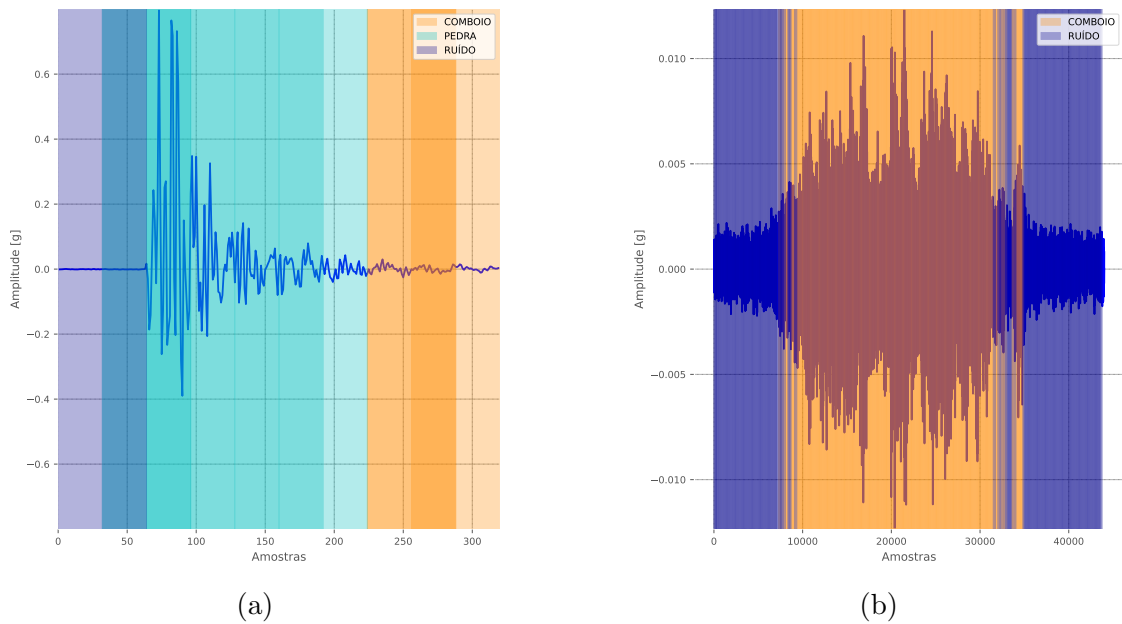 COMBOIO
PEDRA
RUÍDO
0.6
0.4
0.2
0.0
−0.2
−0.4
−0.6
Amplitude [g]
0 50 100 150 200 250 300
Amostras
(a)
COMBOIO
RUÍDO
0.010
0.005
0.000
−0.005
−0.010
Amplitude [g]
0 10000 20000 30000 40000
Amostras
(b)